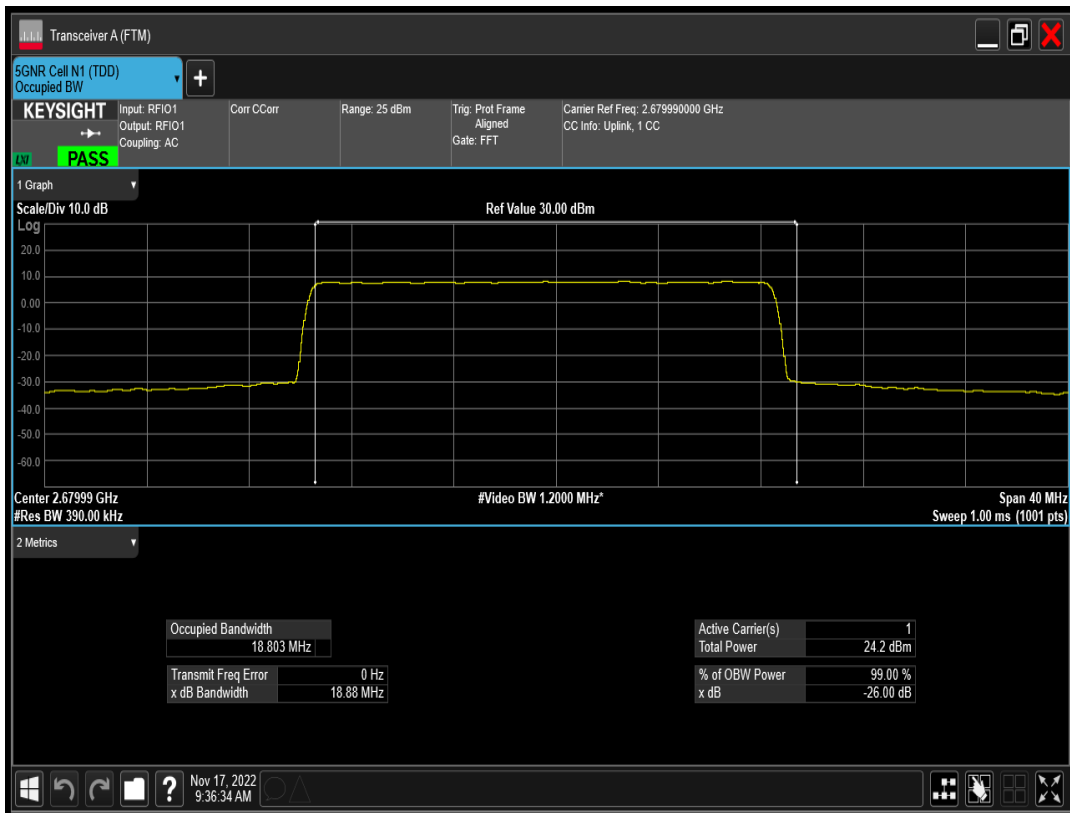 Transceiver A (FTM)
5GNR Cell N1 (TDD)
Occupied BW
+
KEYSIGHT
LXI
PASS
Input: RFIO1
Output: RFIO1
Coupling: AC
Corr CCorr
Range: 25 dBm
Trig: Prot Frame
Aligned
Gate: FFT
Carrier Ref Freq: 2.679990000 GHz
CC Info: Uplink, 1 CC
1 Graph
Scale/Div 10.0 dB
Ref Value 30.00 dBm
Log
20.0
10.0
0.00
-10.0
-20.0
-30.0
-40.0
-50.0
-60.0
Center 2.67999 GHz
#Video BW 1.2000 MHz*
Span 40 MHz
#Res BW 390.00 kHz
Sweep 1.00 ms (1001 pts)
2 Metrics
Occupied Bandwidth
18.803 MHz
Transmit Freq Error 0 Hz
x dB Bandwidth 18.88 MHz
Active Carrier(s) 1
Total Power 24.2 dBm
% of OBW Power 99.00 %
x dB -26.00 dB
?
Nov 17, 2022
9:36:34 AM